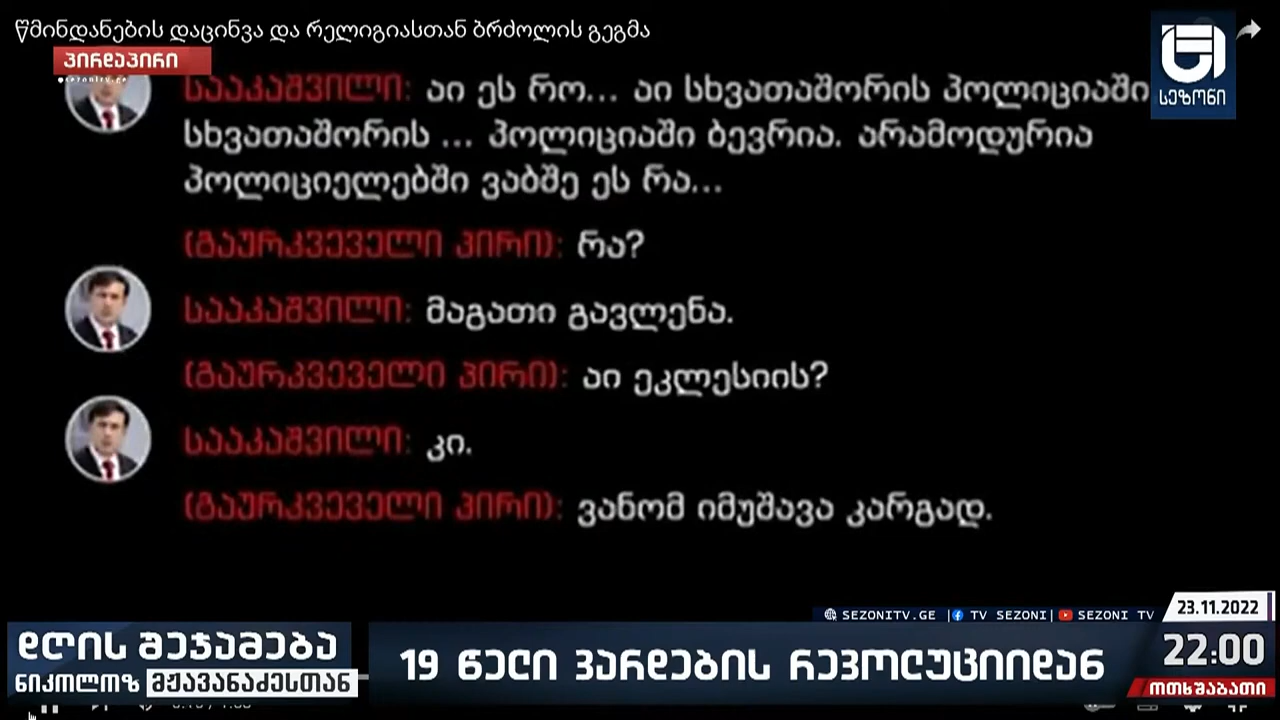 წმინდანების დაცინვა და რელიგიასთან ბრძოლის გეგმა
პირდაპირი
sezonitv.ge
სეზონი
სააკაშვილი: აი ეს რო... აი სხვათაშორის პოლიციაში
სხვათაშორის ... პოლიციაში ბევრია. არამოდურია
პოლიციელებში ვაბშე ეს რა...
(გაურკვეველი პირი): რა?
სააკაშვილი: მაგათი გავლენა.
(გაურკვეველი პირი): აი ეკლესიის?
სააკაშვილი: კი.
(გაურკვეველი პირი): ვანომ იმუშავა კარგად.
SEZONITV.GE | TV SEZONI | SEZONI TV
23.11.2022
დღის შეჯამება
ნიკოლოზ მჟავანაძესთან
19 წელი ვარდების რევოლუციიდან
22:00
ოთხშაბათი